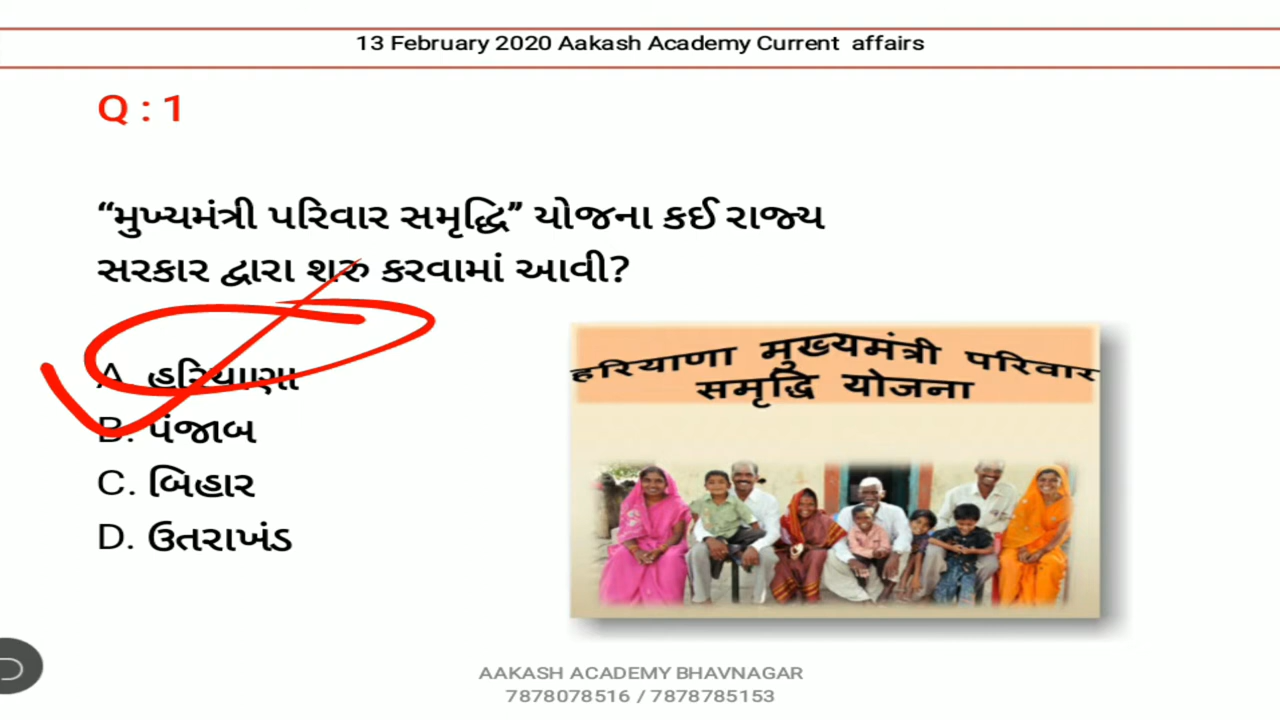 13 February 2020 Aakash Academy Current affairs
Q : 1
“મુખ્યમંત્રી પરિવાર સમૃદ્ધિ” યોજના કઈ રાજ્ય
સરકાર દ્વારા શરુ કરવામાં આવી?
A. હરિયાણા
B. પંજાબ
C. બિહાર
D. ઉતરાખંડ
हरियाणा मुख्यमंत्री परिवार
समृद्धि योजना
AAKASH ACADEMY BHAVNAGAR
7878078516 / 7878785153